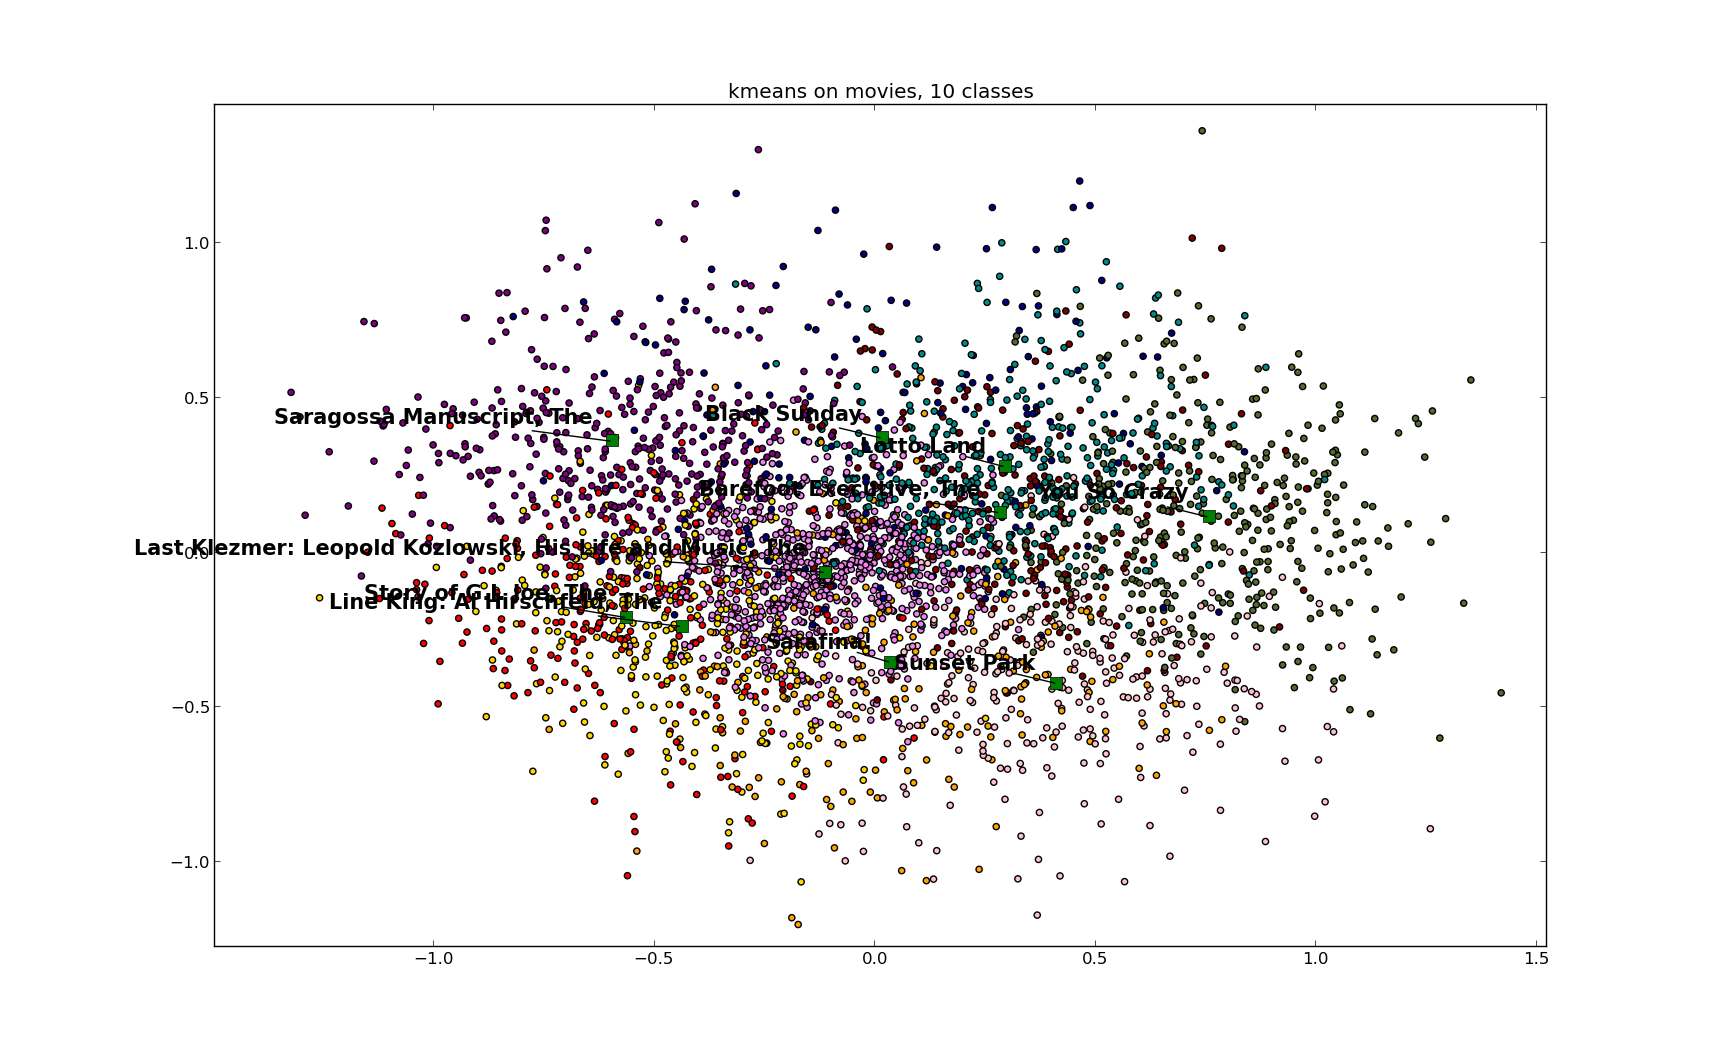 kmeans on movies, 10 classes
1.0
0.5
Saragossa Manuscript, The
Black Sunday
Lotto Land
Barefoot Executive, The
You So Crazy
0.0
Last Klezmer: Leopold Kozlowski, His Life and Music, The
Story of G.I. Joe, The
Line King: Al Hirschfeld, The
Sarafina!
Sunset Park
−0.5
−1.0
−1.0 −0.5 0.0 0.5 1.0 1.5